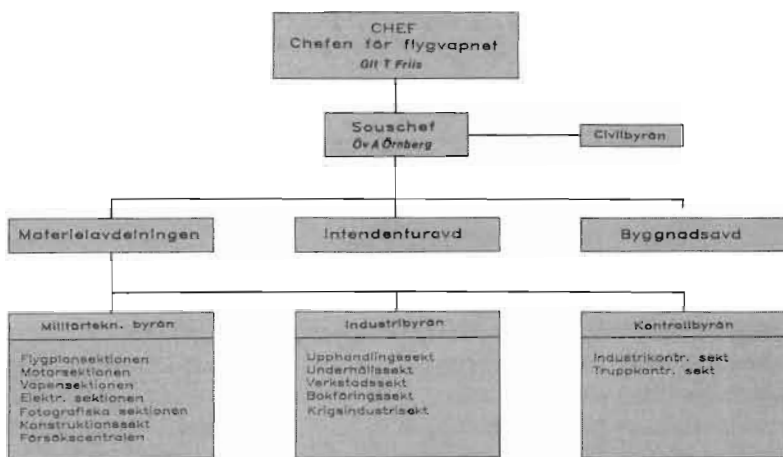 CHEF
Chefen för flygvapnet
Glt T Friis
Souschef
Öv A Örnberg
Civilbyrån
Materielavdelningen
Intendenturavd
Byggnadsavd
Militärtekn. byrån
Flygplansektionen
Motorsektionen
Vapensektionen
Elektr. sektionen
Fotografiska sektionen
Konstruktionssekt
Försökscentralen
Industribyrån
Upphandlingssekt
Underhållssekt
Verkstadssekt
Bokföringssekt
Krigsindustrisekt
Kontrollbyrån
Industrikontr. sekt
Truppkontr. sekt